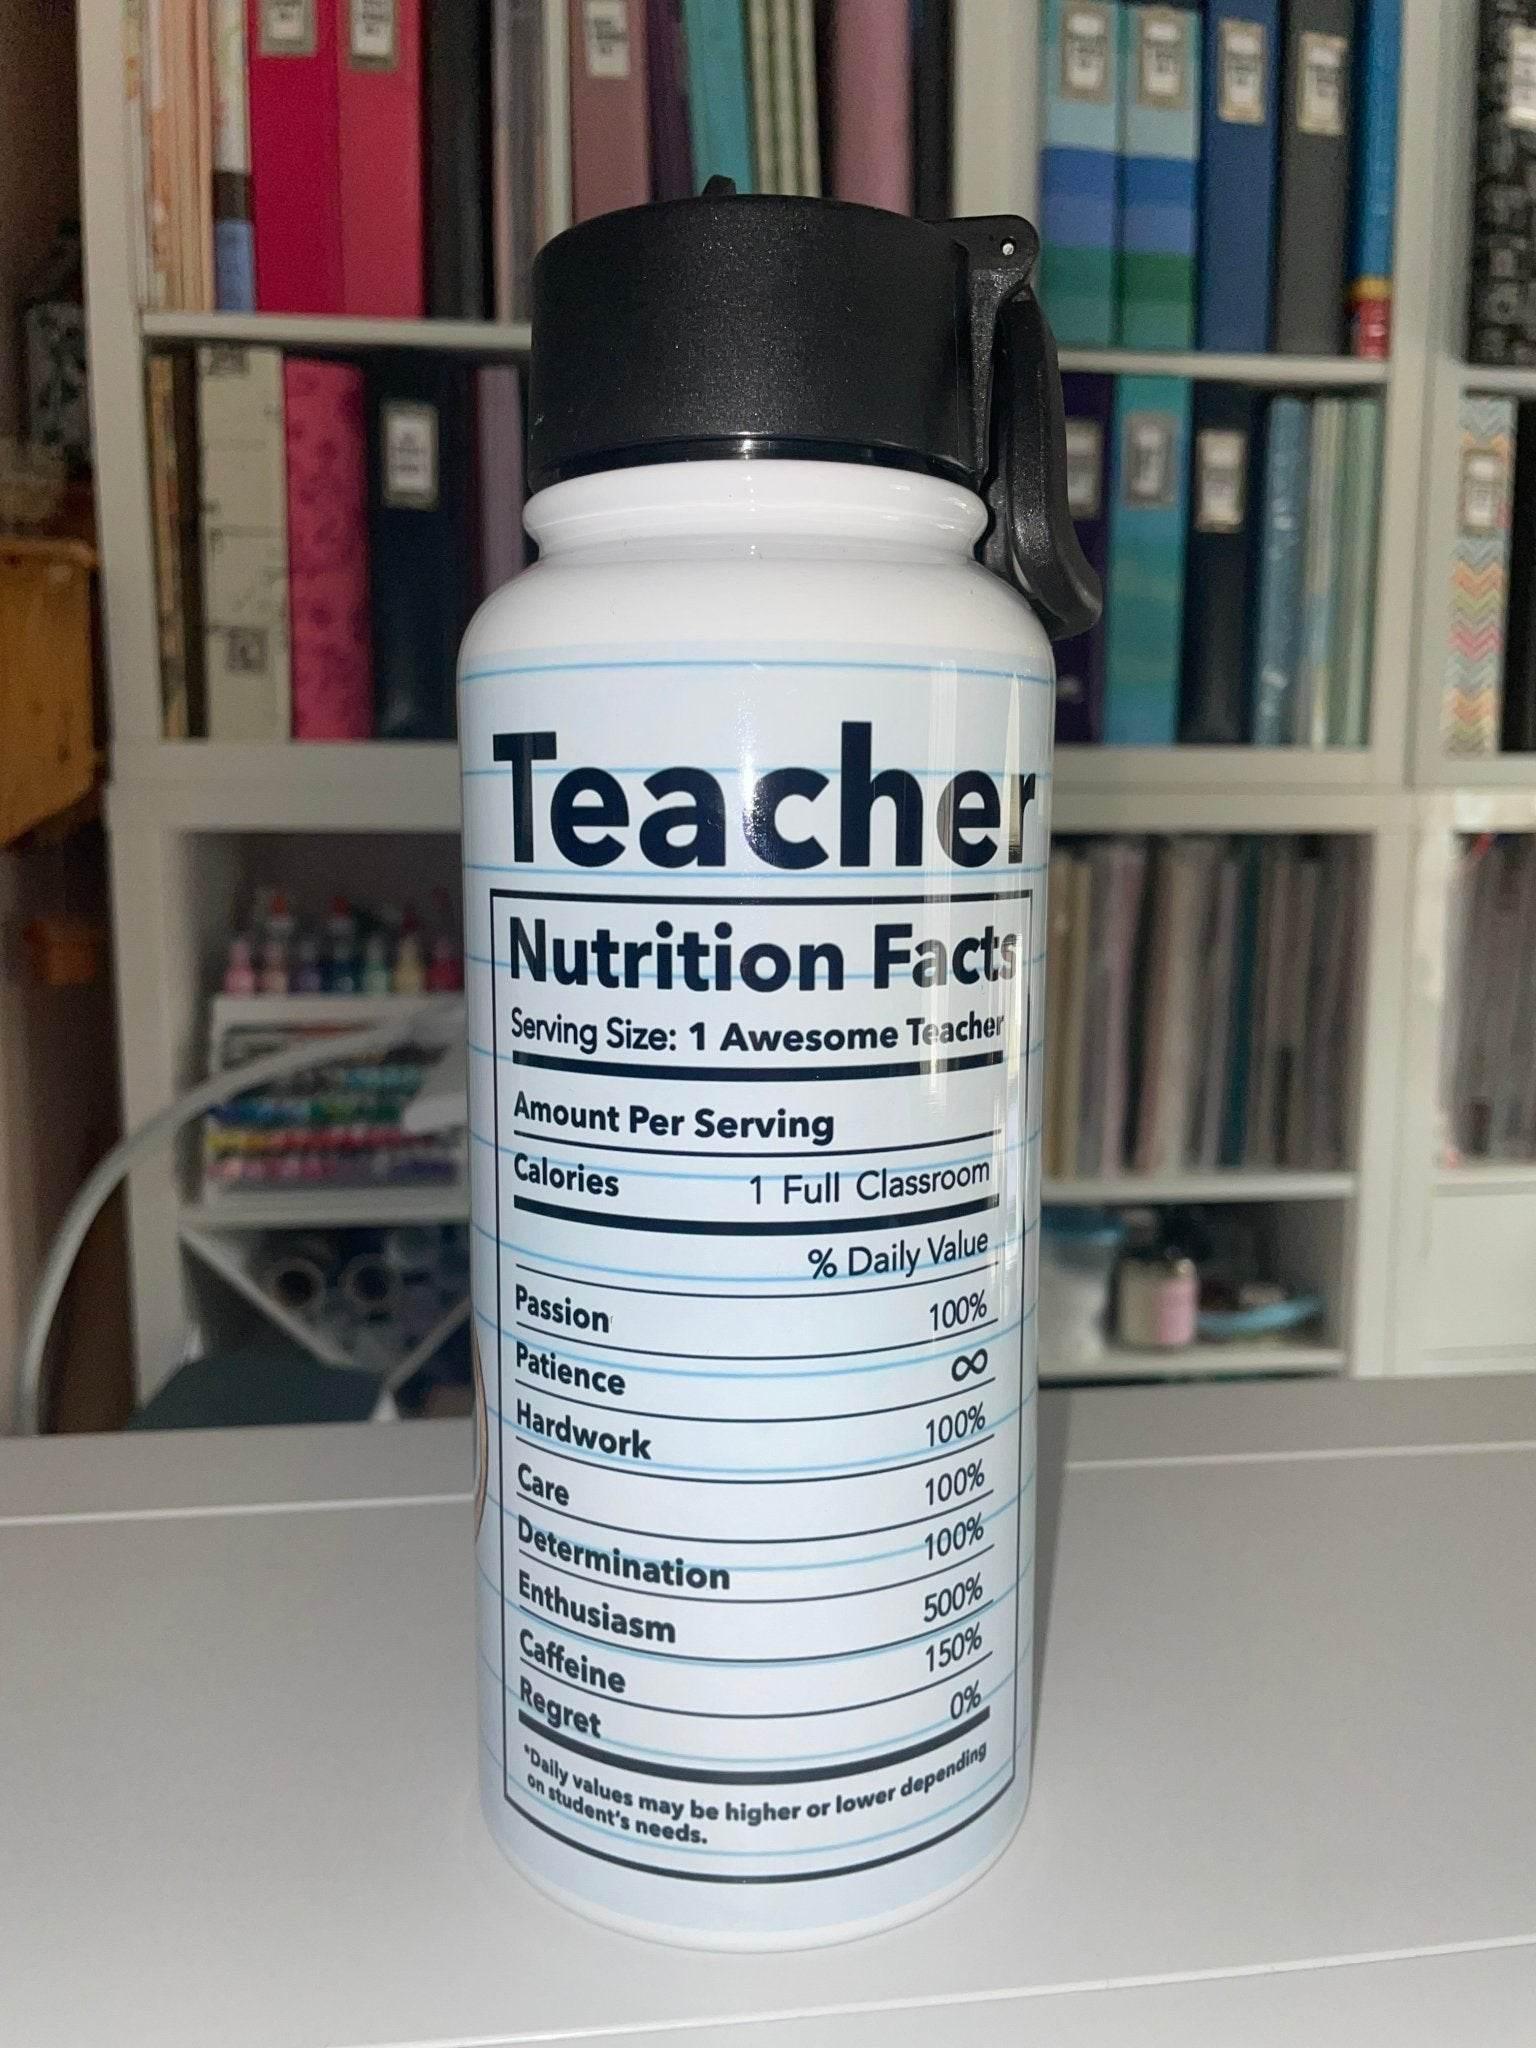 Teacher
Nutrition Facts
Serving Size: 1 Awesome Teacher
Amount Per Serving
Calories 1 Full Classroom
% Daily Value
Passion 100%
Patience ∞
Hardwork 100%
Care 100%
Determination 100%
Enthusiasm 500%
Caffeine 150%
Regret 0%
*Daily values may be higher or lower depending
on student's needs.